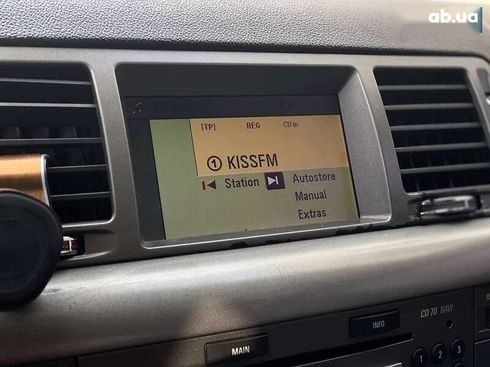 ab.ua
[TP] REG CD in
① KISSFM
Station Autostore
Manual
Extras
CD 70 NAVI
INFO
MAIN